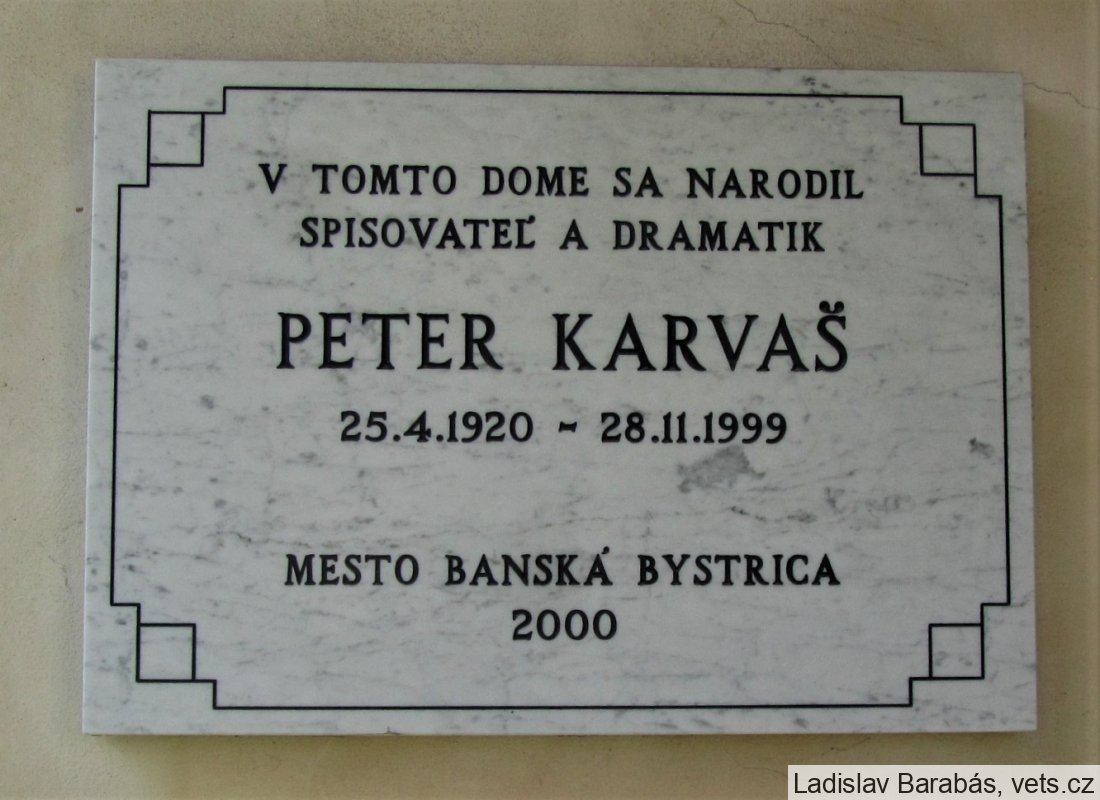 V TOMTO DOME SA NARODIL
SPISOVATEĽ A DRAMATIK
PETER KARVAŠ
25.4.1920 - 28.11.1999
MESTO BANSKÁ BYSTRICA
2000
Ladislav Barabás, vets.cz